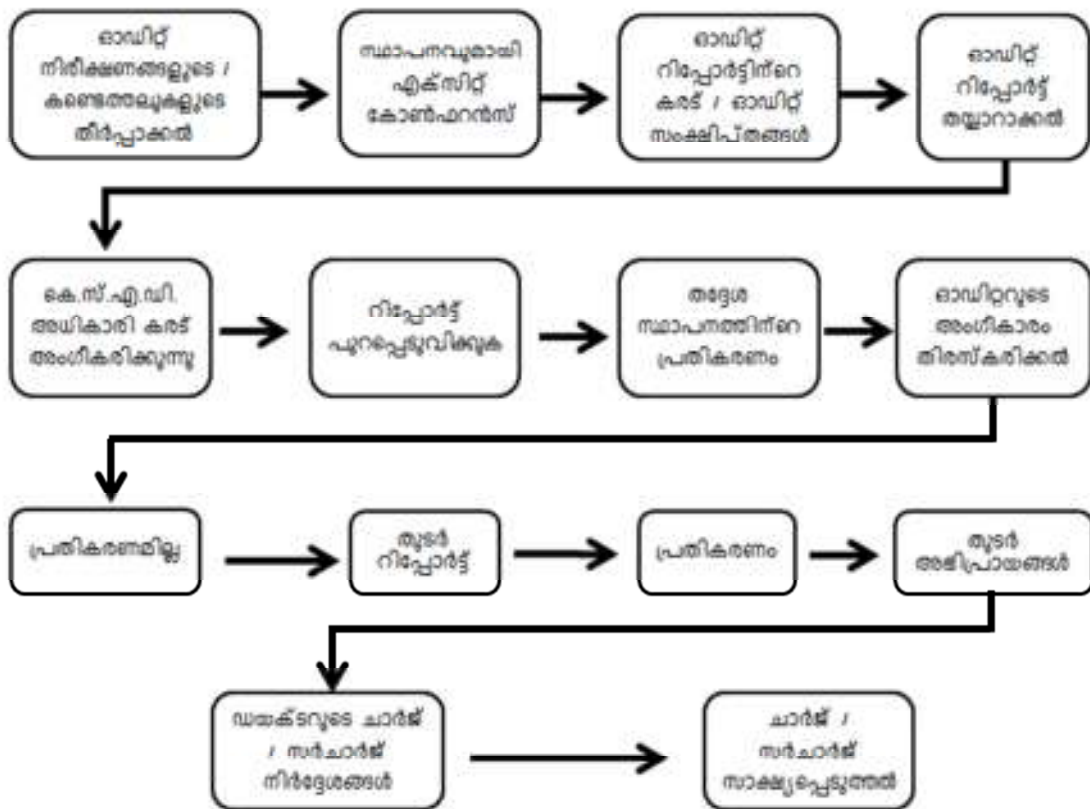 ഓഡിറ്റ്
നിരീക്ഷണങ്ങളുടെ /
കണ്ടെത്തലുകളുടെ
തീർപ്പാക്കൽ
സ്ഥാപനവുമായി
എക്സിറ്റ്
കോൺഫറൻസ്
ഓഡിറ്റ്
റിപ്പോർട്ടിന്റെ
കരട് / ഓഡിറ്റ്
സംക്ഷിപ്തങ്ങൾ
ഓഡിറ്റ്
റിപ്പോർട്ട്
തയ്യാറാക്കൽ
കെ.സ്.എ.ഡി.
അധികാരി കരട്
അംഗീകരിക്കുന്നു
റിപ്പോർട്ട്
പുറപ്പെടുവിക്കുക
തദ്ദേശ
സ്ഥാപനത്തിന്റെ
പ്രതികരണം
ഓഡിറ്ററുടെ
അംഗീകാരം
തിരസ്കരിക്കൽ
പ്രതികരണമില്ല
തുടർ
റിപ്പോർട്ട്
പ്രതികരണം
തുടർ
അഭിപ്രായങ്ങൾ
ഡയക്ടറുടെ ചാർജ്
/ സർചാർജ്
നിർദ്ദേശങ്ങൾ
ചാർജ് /
സർചാർജ്
സാക്ഷ്യപ്പെടുത്തൽ